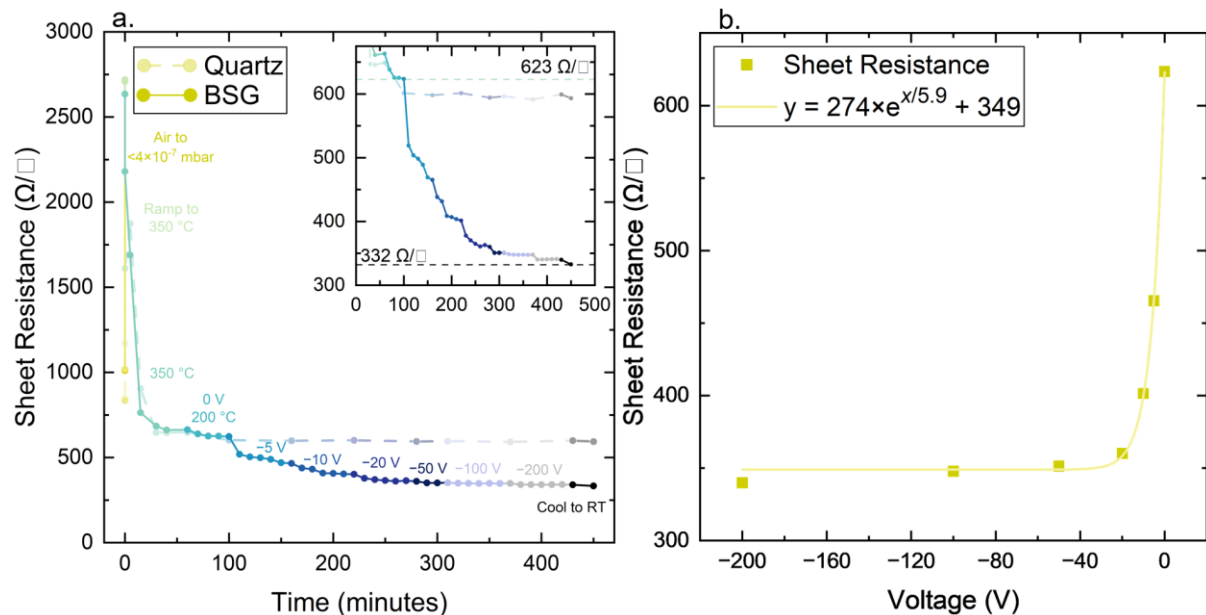 a.
3000
2500
2000
1500
1000
500
0
Sheet Resistance (Ω/□)
Quartz
BSG
Air to
<4×10⁻⁷ mbar
Ramp to
350 °C
350 °C
0 V
200 °C
−5 V
−10 V
−20 V
−50 V
−100 V
−200 V
Cool to RT
0 100 200 300 400
Time (minutes)
623 Ω/□
332 Ω/□
600
500
400
300
0 100 200 300 400 500
b.
Sheet Resistance
y = 274×e^{x/5.9} + 349
600
500
400
300
Sheet Resistance (Ω/□)
−200 −160 −120 −80 −40 0
Voltage (V)